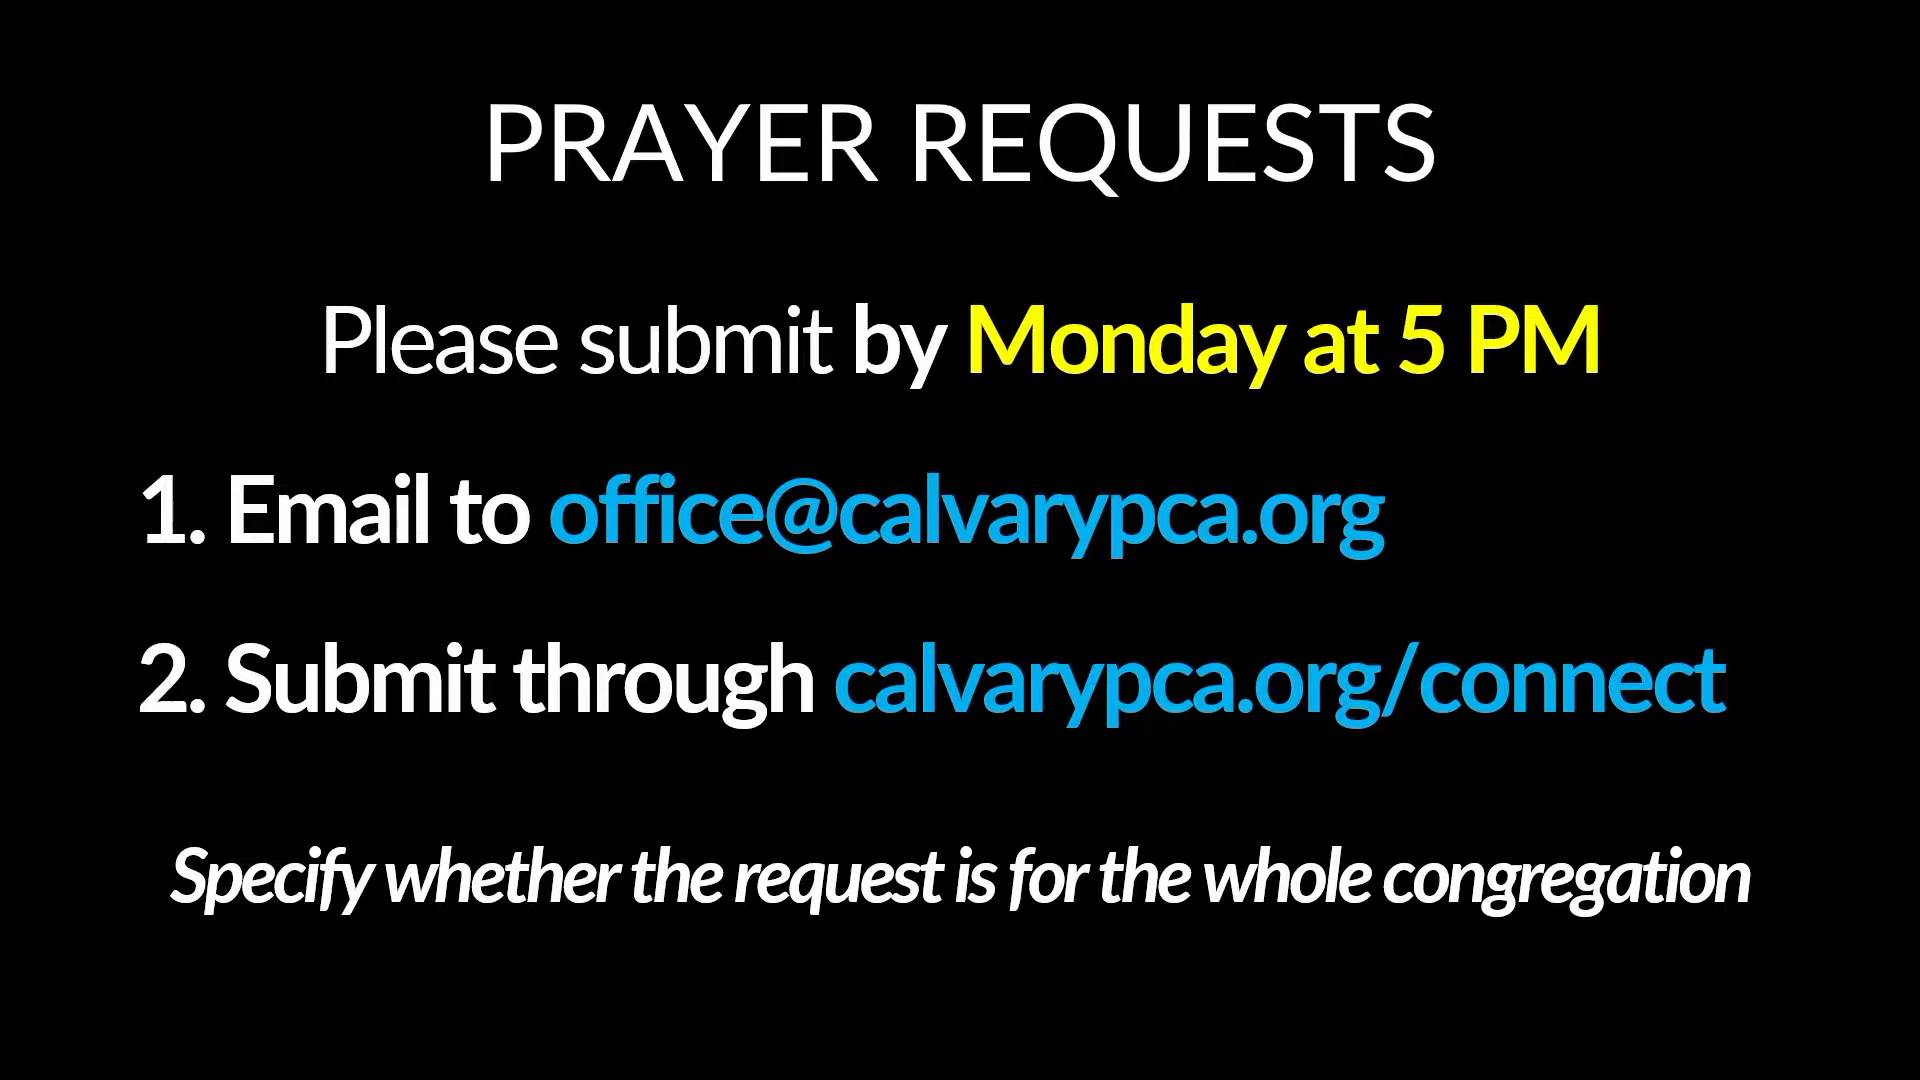 PRAYER REQUESTS
Please submit by Monday at 5 PM
1. Email to office@calvarypca.org
2. Submit through calvarypca.org/connect
Specify whether the request is for the whole congregation